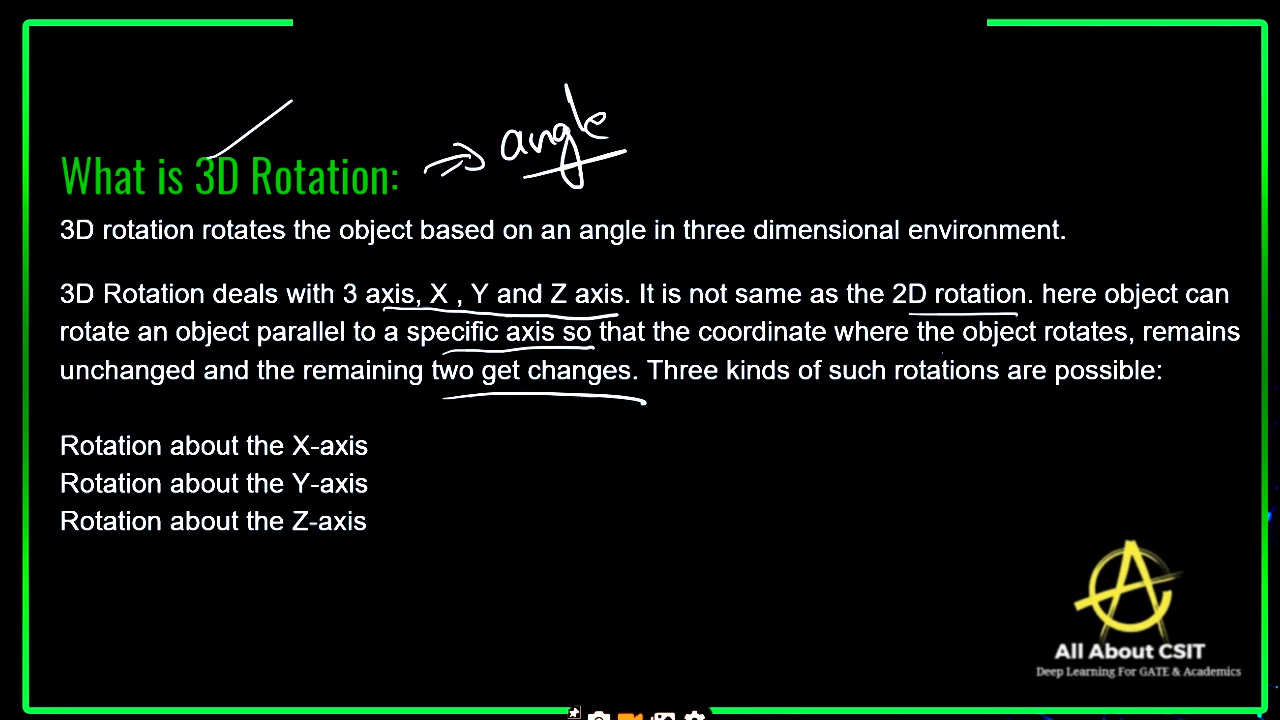 angle
What is 3D Rotation:
3D rotation rotates the object based on an angle in three dimensional environment.
3D Rotation deals with 3 axis, X , Y and Z axis. It is not same as the 2D rotation. here object can
rotate an object parallel to a specific axis so that the coordinate where the object rotates, remains
unchanged and the remaining two get changes. Three kinds of such rotations are possible:
Rotation about the X-axis
Rotation about the Y-axis
Rotation about the Z-axis
All About CSIT
Deep Learning For GATE & Academics